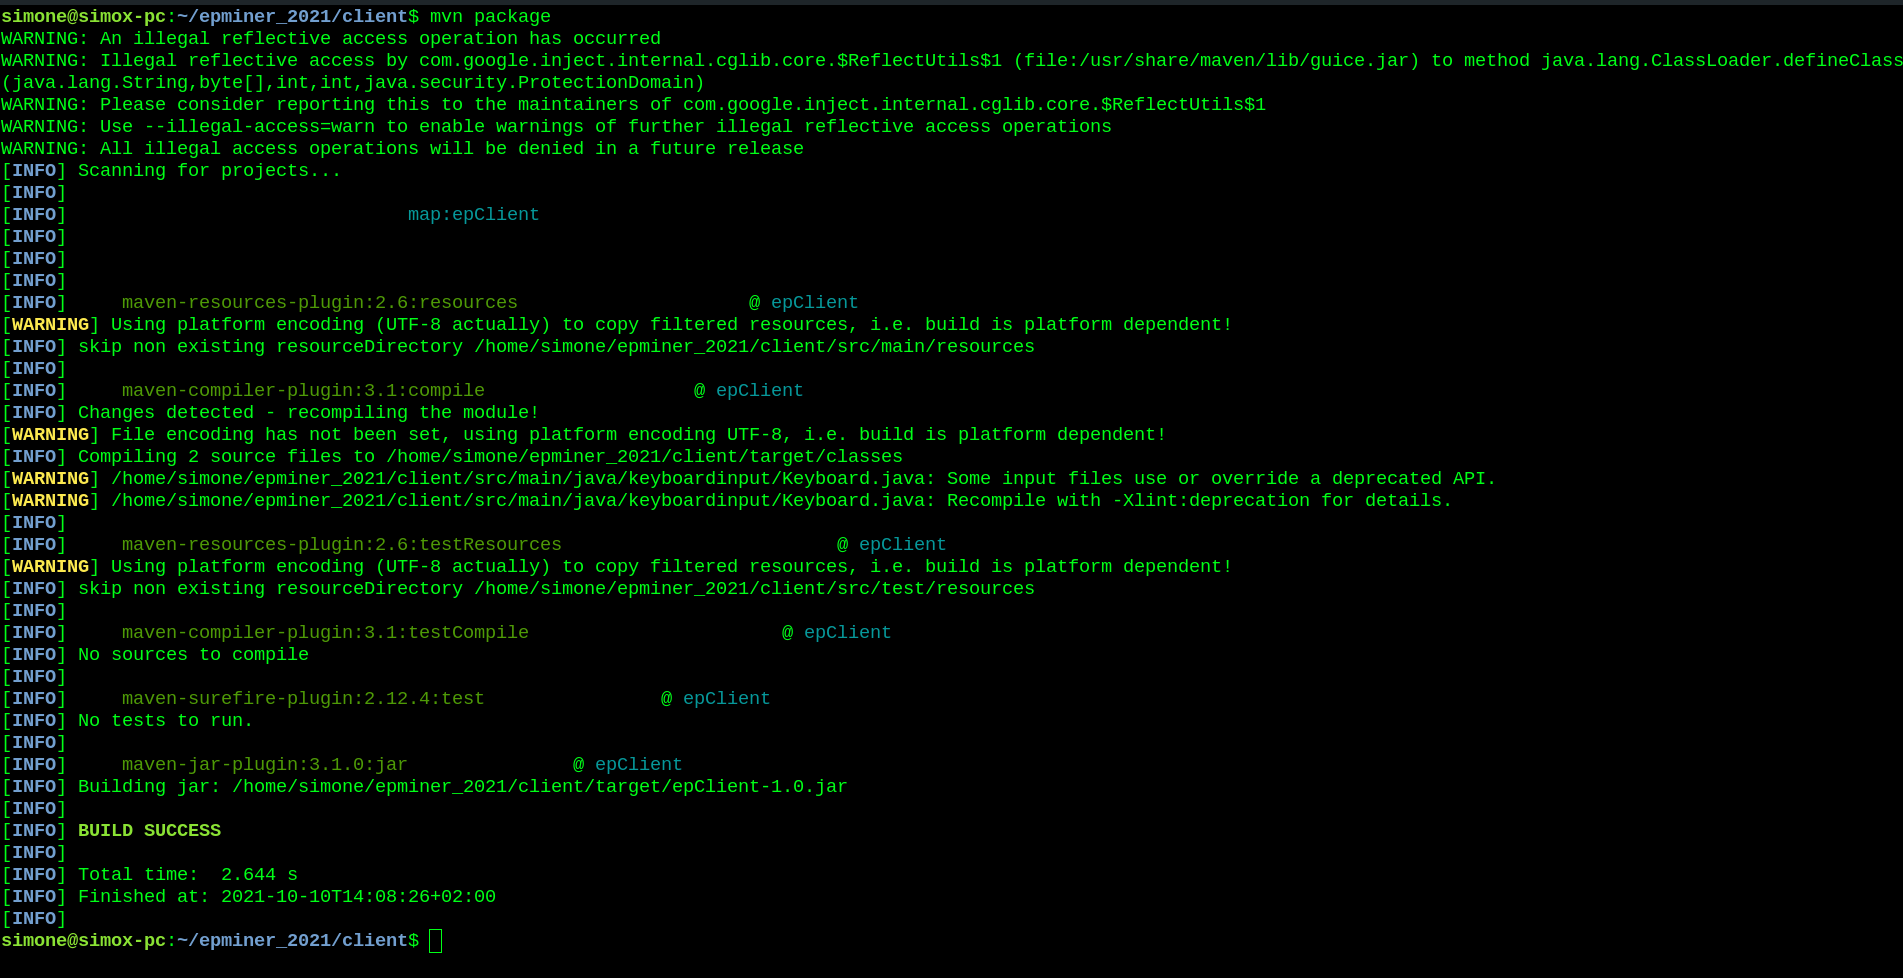 simone@simox-pc:~/epminer_2021/client$ mvn package
WARNING: An illegal reflective access operation has occurred
WARNING: Illegal reflective access by com.google.inject.internal.cglib.core.$ReflectUtils$1 (file:/usr/share/maven/lib/guice.jar) to method java.lang.ClassLoader.defineClass
(java.lang.String,byte[],int,int,java.security.ProtectionDomain)
WARNING: Please consider reporting this to the maintainers of com.google.inject.internal.cglib.core.$ReflectUtils$1
WARNING: Use --illegal-access=warn to enable warnings of further illegal reflective access operations
WARNING: All illegal access operations will be denied in a future release
[INFO] Scanning for projects...
[INFO]
[INFO] map:epClient
[INFO]
[INFO]
[INFO]
[INFO] maven-resources-plugin:2.6:resources @ epClient
[WARNING] Using platform encoding (UTF-8 actually) to copy filtered resources, i.e. build is platform dependent!
[INFO] skip non existing resourceDirectory /home/simone/epminer_2021/client/src/main/resources
[INFO]
[INFO] maven-compiler-plugin:3.1:compile @ epClient
[INFO] Changes detected - recompiling the module!
[WARNING] File encoding has not been set, using platform encoding UTF-8, i.e. build is platform dependent!
[INFO] Compiling 2 source files to /home/simone/epminer_2021/client/target/classes
[WARNING] /home/simone/epminer_2021/client/src/main/java/keyboardinput/Keyboard.java: Some input files use or override a deprecated API.
[WARNING] /home/simone/epminer_2021/client/src/main/java/keyboardinput/Keyboard.java: Recompile with -Xlint:deprecation for details.
[INFO]
[INFO] maven-resources-plugin:2.6:testResources @ epClient
[WARNING] Using platform encoding (UTF-8 actually) to copy filtered resources, i.e. build is platform dependent!
[INFO] skip non existing resourceDirectory /home/simone/epminer_2021/client/src/test/resources
[INFO]
[INFO] maven-compiler-plugin:3.1:testCompile @ epClient
[INFO] No sources to compile
[INFO]
[INFO] maven-surefire-plugin:2.12.4:test @ epClient
[INFO] No tests to run.
[INFO]
[INFO] maven-jar-plugin:3.1.0:jar @ epClient
[INFO] Building jar: /home/simone/epminer_2021/client/target/epClient-1.0.jar
[INFO]
[INFO] BUILD SUCCESS
[INFO]
[INFO] Total time:  2.644 s
[INFO] Finished at: 2021-10-10T14:08:26+02:00
[INFO]
simone@simox-pc:~/epminer_2021/client$